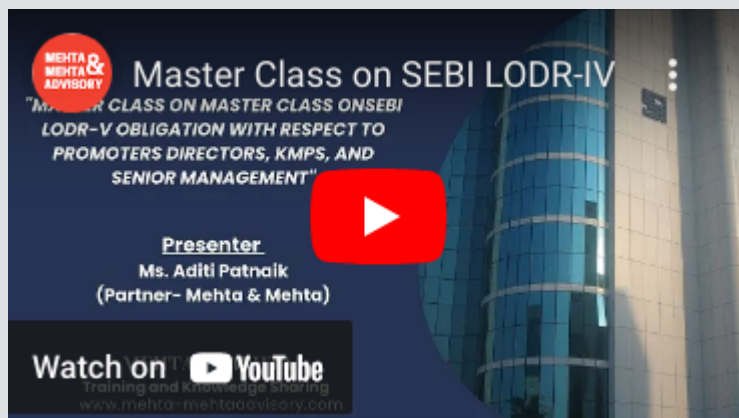 MEHTA
MEHTA &
ADVISORY
Master Class on SEBI LODR-IV
"MASTER CLASS ON MASTER CLASS ONSEBI
LODR-V OBLIGATION WITH RESPECT TO
PROMOTERS DIRECTORS, KMPS, AND
SENIOR MANAGEMENT"
Presenter
Ms. Aditi Patnaik
(Partner- Mehta & Mehta)
Watch on YouTube
Training and Knowledge Sharing
www.mehta-mehtaadvisory.com